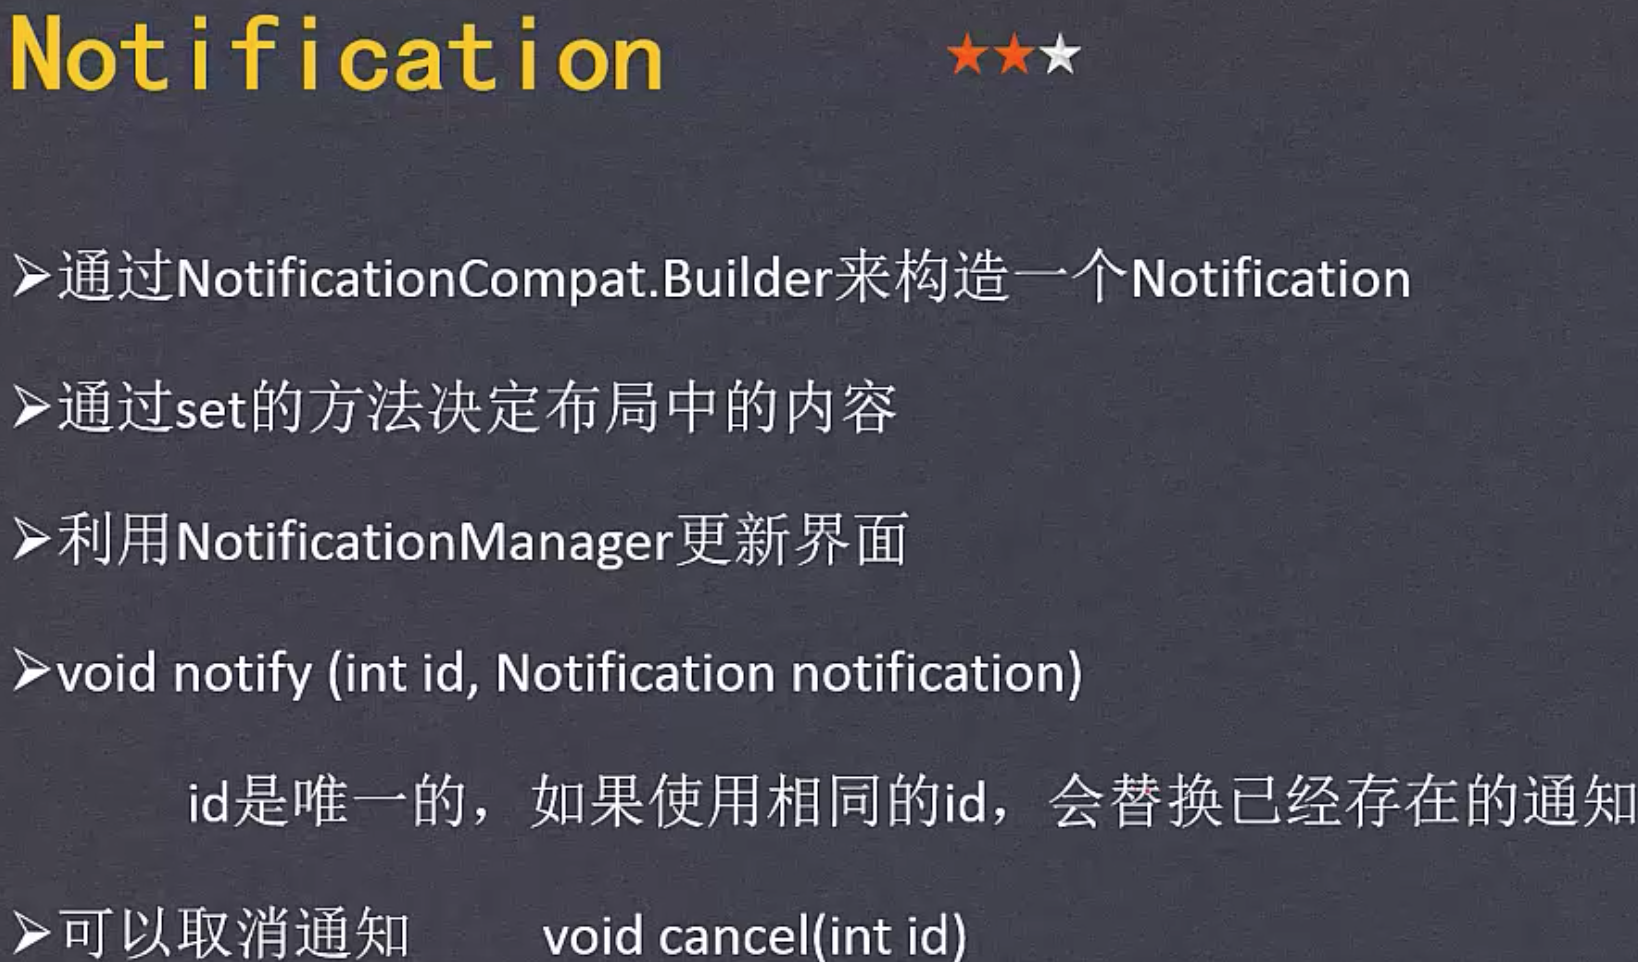 Notification
➢通过NotificationCompat.Builder来构造一个Notification
➢通过set的方法决定布局中的内容
➢利用NotificationManager更新界面
➢void notify (int id, Notification notification)
id是唯一的，如果使用相同的id，会替换已经存在的通知
➢可以取消通知 void cancel(int id)